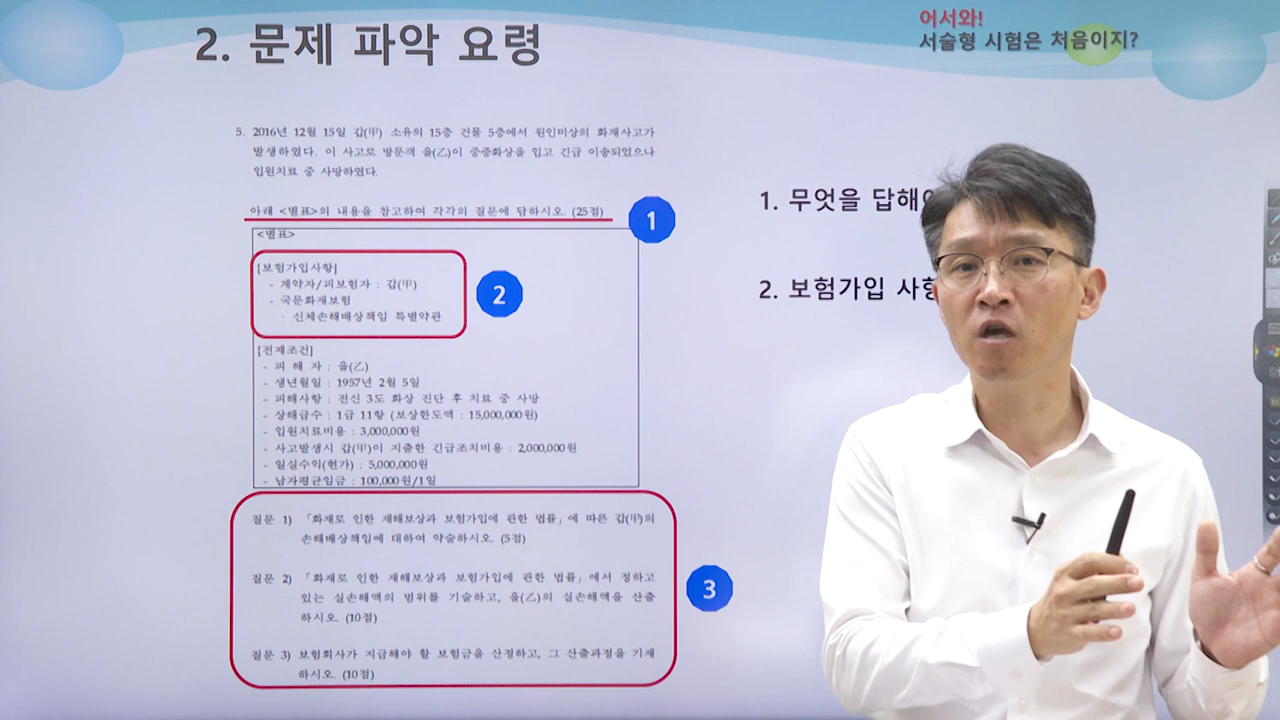 2. 문제 파악 요령
어서와!
서술형 시험은 처음이지?
5. 2016년 12월 15일 갑(甲) 소유의 15층 건물 5층에서 원인미상의 화재사고가
발생하였다. 이 사고로 방문객 을(乙)이 중증화상을 입고 긴급 이송되었으나
입원치료 중 사망하였다.
아래 <별표>의 내용을 참고하여 각각의 질문에 답하시오. (25점)
1
<별표>
[보험가입사항]
- 계약자/피보험자 : 갑(甲)
- 국문화재보험
· 신체손해배상책임 특별약관
2
[전제조건]
- 피 해 자 : 을(乙)
- 생년월일 : 1957년 2월 5일
- 피해사항 : 전신 3도 화상 진단 후 치료 중 사망
- 상해급수 : 1급 11항 (보상한도액 : 15,000,000원)
- 입원치료비용 : 3,000,000원
- 사고발생시 갑(甲)이 지출한 긴급조치비용 : 2,000,000원
- 일실수익(현가) : 5,000,000원
- 남자평균임금 : 100,000원/1일
질문 1) 「화재로 인한 재해보상과 보험가입에 관한 법률」에 따른 갑(甲)의
손해배상책임에 대하여 약술하시오. (5점)
질문 2) 「화재로 인한 재해보상과 보험가입에 관한 법률」에서 정하고
있는 실손해액의 범위를 기술하고, 을(乙)의 실손해액을 산출
하시오. (10점)
3
질문 3) 보험회사가 지급해야 할 보험금을 산정하고, 그 산출과정을 기재
하시오. (10점)
1. 무엇을 답해
2. 보험가입 사